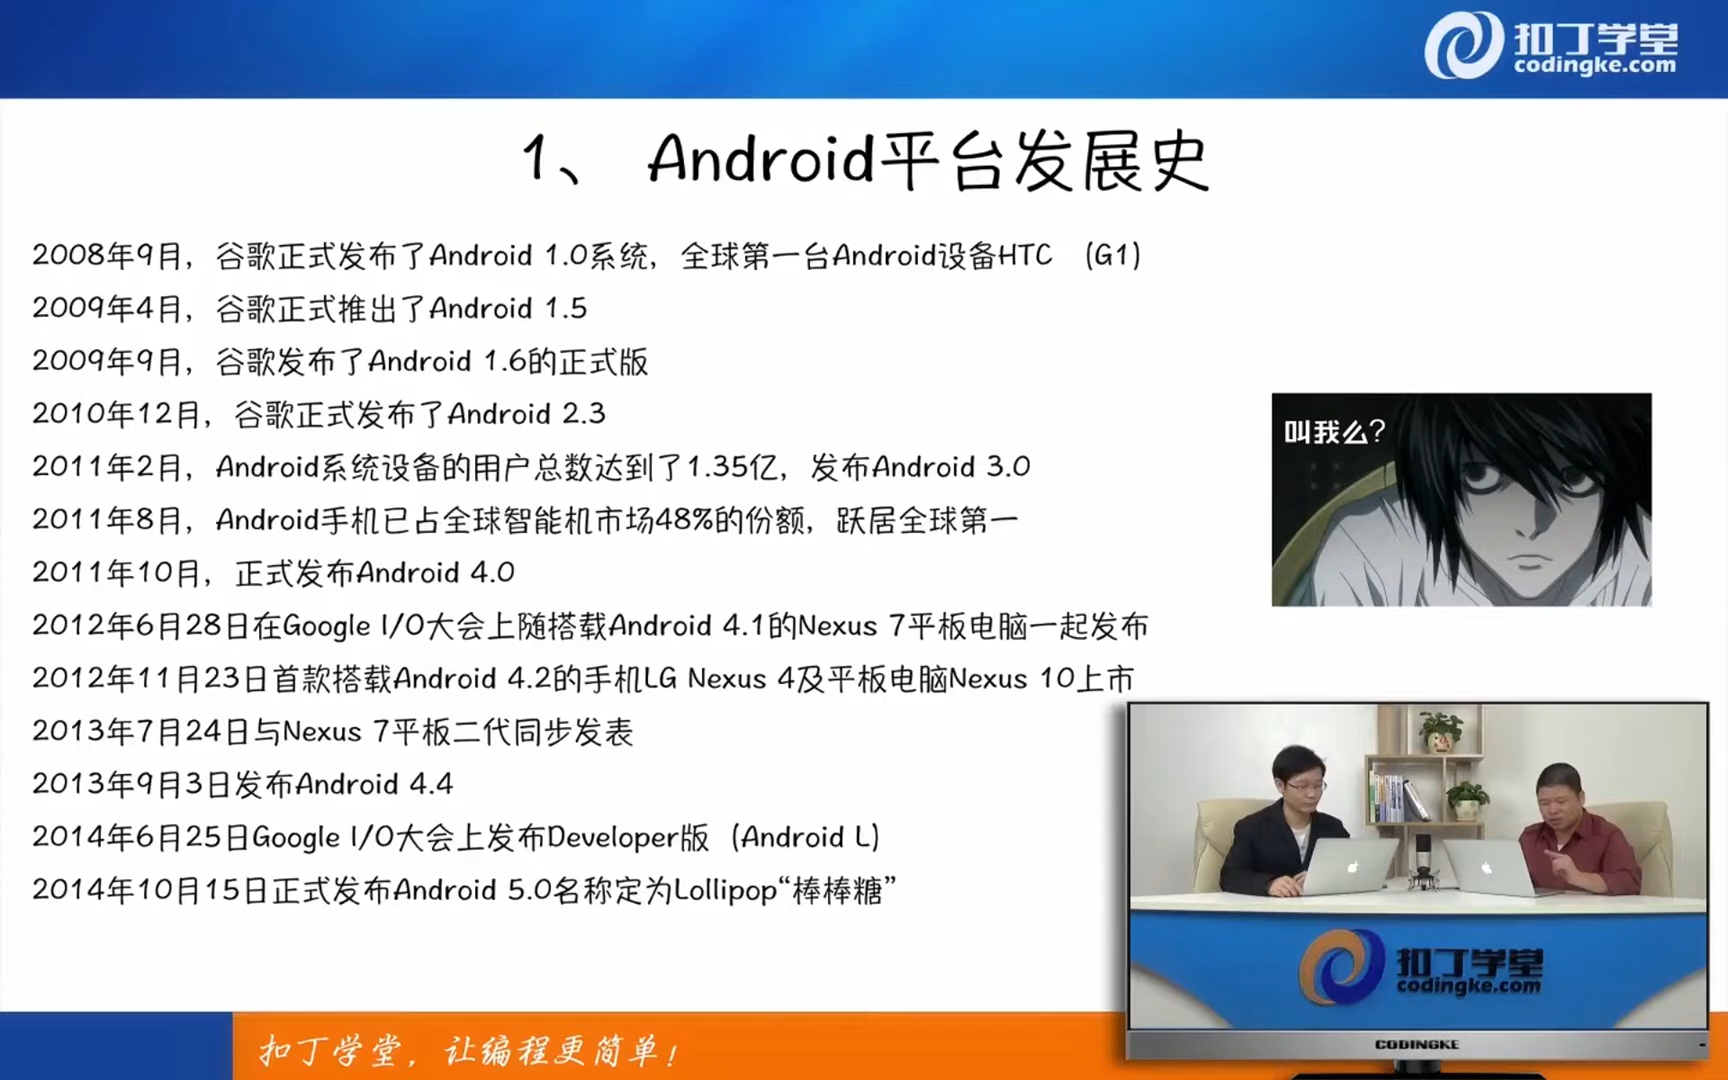 扣丁学堂
codingke.com
1、 Android平台发展史
2008年9月，谷歌正式发布了Android 1.0系统，全球第一台Android设备HTC （G1）
2009年4月，谷歌正式推出了Android 1.5
2009年9月，谷歌发布了Android 1.6的正式版
2010年12月，谷歌正式发布了Android 2.3
2011年2月，Android系统设备的用户总数达到了1.35亿，发布Android 3.0
2011年8月，Android手机已占全球智能机市场48%的份额，跃居全球第一
2011年10月，正式发布Android 4.0
2012年6月28日在Google I/O大会上随搭载Android 4.1的Nexus 7平板电脑一起发布
2012年11月23日首款搭载Android 4.2的手机LG Nexus 4及平板电脑Nexus 10上市
2013年7月24日与Nexus 7平板二代同步发表
2013年9月3日发布Android 4.4
2014年6月25日Google I/O大会上发布Developer版（Android L）
2014年10月15日正式发布Android 5.0名称定为Lollipop“棒棒糖”
叫我么?
扣丁学堂
codingke.com
CODINGKE
扣丁学堂，让编程更简单！